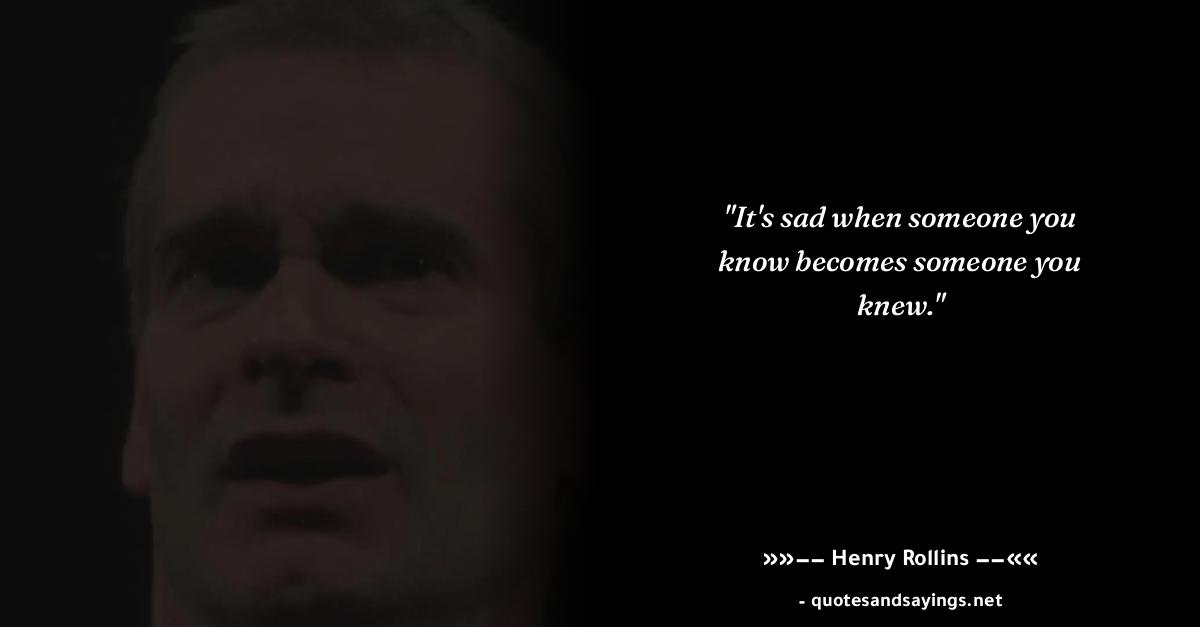 "It's sad when someone you
know becomes someone you
knew."
»»−− Henry Rollins −−««
- quotesandsayings.net